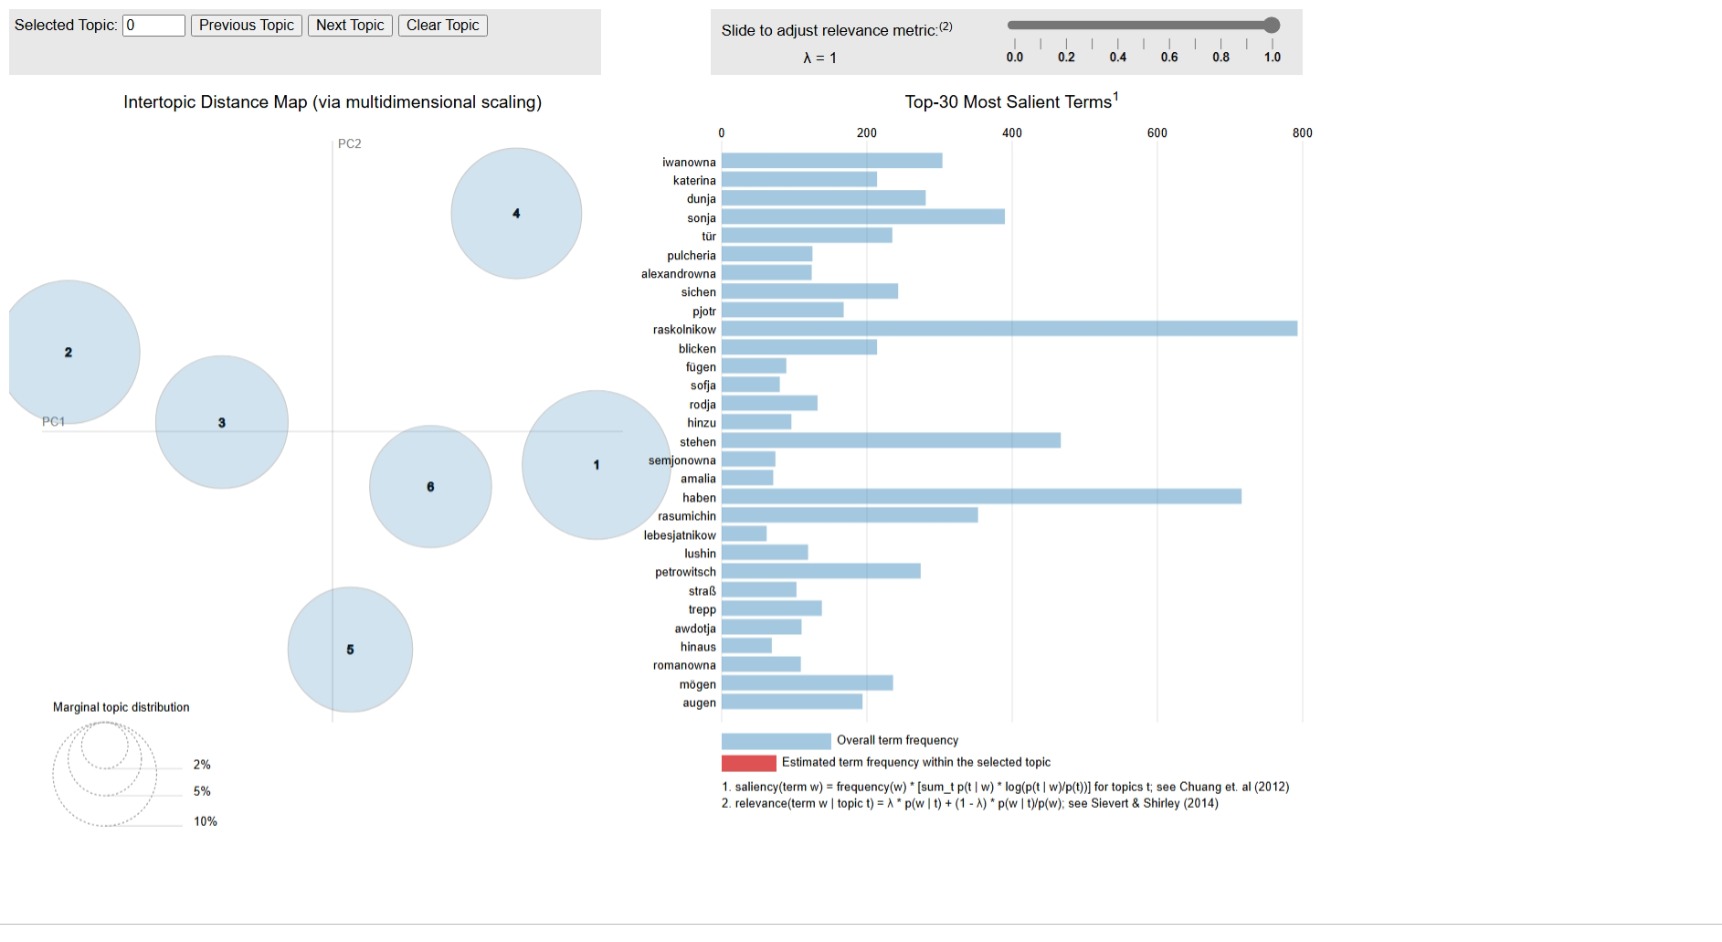 Selected Topic: 0 Previous Topic Next Topic Clear Topic
Slide to adjust relevance metric:(2)
λ = 1
0.0 0.2 0.4 0.6 0.8 1.0
Intertopic Distance Map (via multidimensional scaling)
PC2
PC1
4
2
3
1
6
5
Marginal topic distribution
2%
5%
10%
Top-30 Most Salient Terms1
0 200 400 600 800
iwanowna
katerina
dunja
sonja
tür
pulcheria
alexandrowna
sichen
pjotr
raskolnikow
blicken
fügen
sofja
rodja
hinzu
stehen
semjonowna
amalia
haben
rasumichin
lebesjatnikow
lushin
petrowitsch
straß
trepp
awdotja
hinaus
romanowna
mögen
augen
Overall term frequency
Estimated term frequency within the selected topic
1. saliency(term w) = frequency(w) * [sum_t p(t | w) * log(p(t | w)/p(t))] for topics t; see Chuang et. al (2012)
2. relevance(term w | topic t) = λ * p(w | t) + (1 - λ) * p(w | t)/p(w); see Sievert & Shirley (2014)